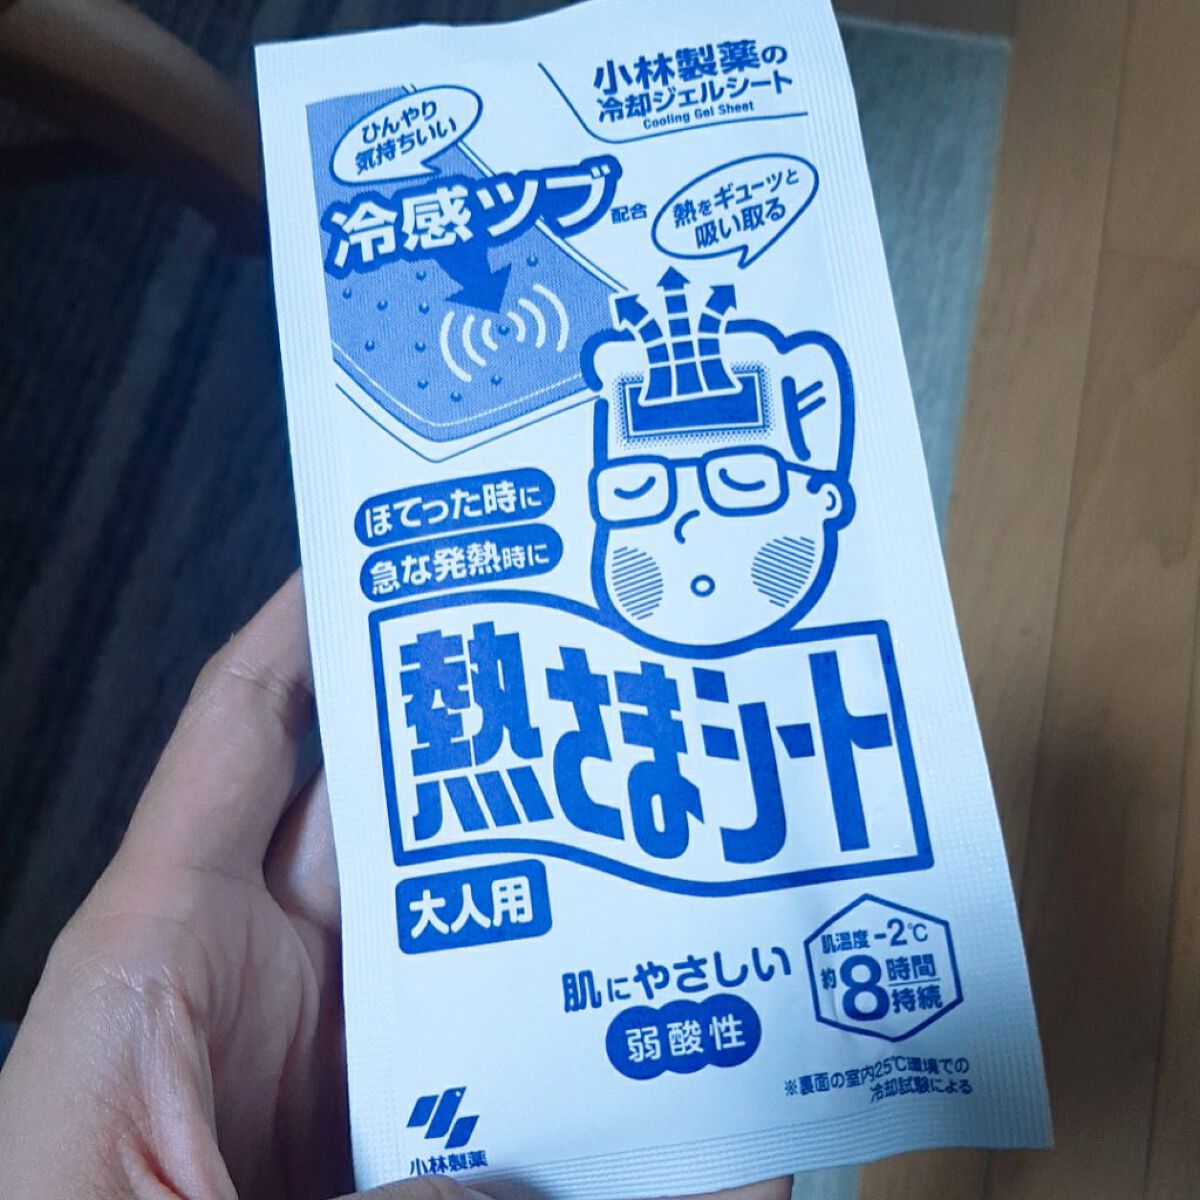 小林製薬の
冷却ジェルシート
Cooling Gel Sheet
ひんやり
気持ちいい
冷感ツブ配合
熱をギューッと
吸い取る
ほてった時に
急な発熱時に
熱さまシート
大人用
肌にやさしい
弱酸性
肌温度-2℃
約8時間
持続
※裏面の室内25℃環境での
冷却試験による
小林製薬